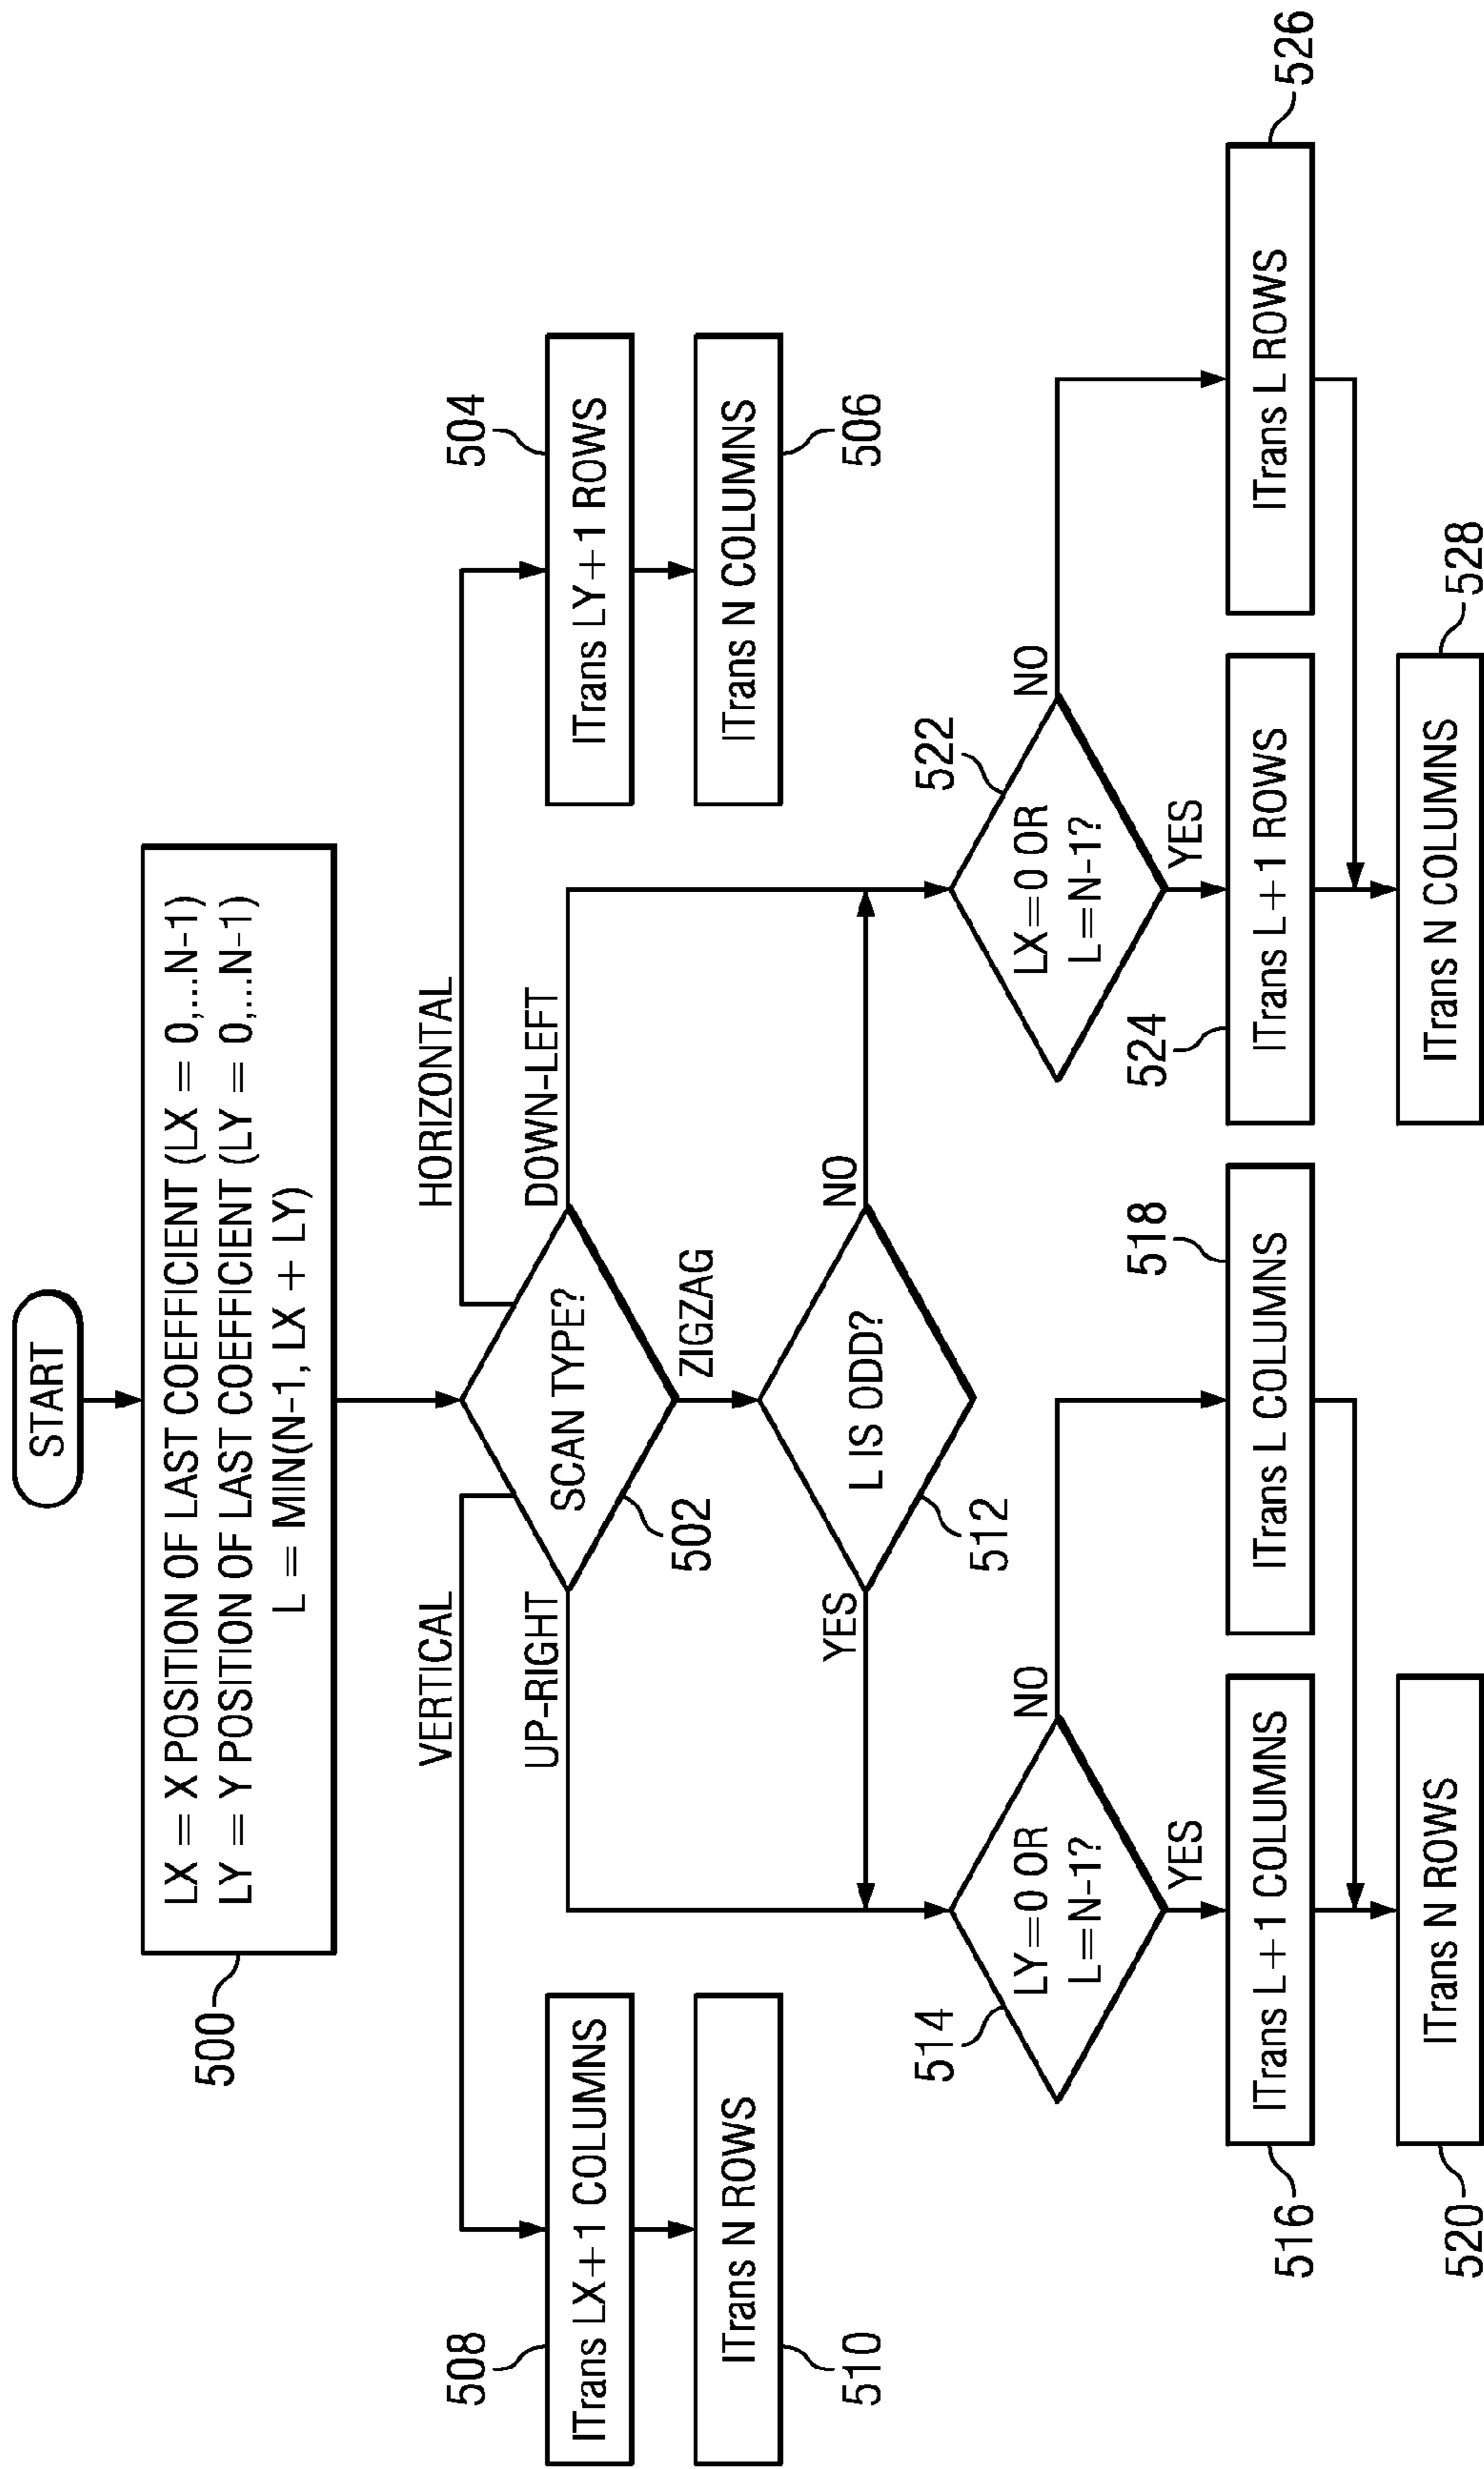 START
LX = X POSITION OF LAST COEFFICIENT (LX = 0,...N-1)
LY = Y POSITION OF LAST COEFFICIENT (LY = 0,...N-1)
L = MIN(N-1, LX + LY)
500
VERTICAL
HORIZONTAL
UP-RIGHT
SCAN TYPE?
DOWN-LEFT
502
ZIGZAG
508
ITrans LX+1 COLUMNS
ITrans N ROWS
510
504
ITrans LY+1 ROWS
ITrans N COLUMNS
506
YES
L IS ODD?
NO
512
514
LY=0 OR
L=N-1?
NO
YES
522
LX=0 OR
L=N-1?
NO
YES
516
ITrans L+1 COLUMNS
518
ITrans L COLUMNS
524
ITrans L+1 ROWS
ITrans L ROWS
526
520
ITrans N ROWS
ITrans N COLUMNS
528